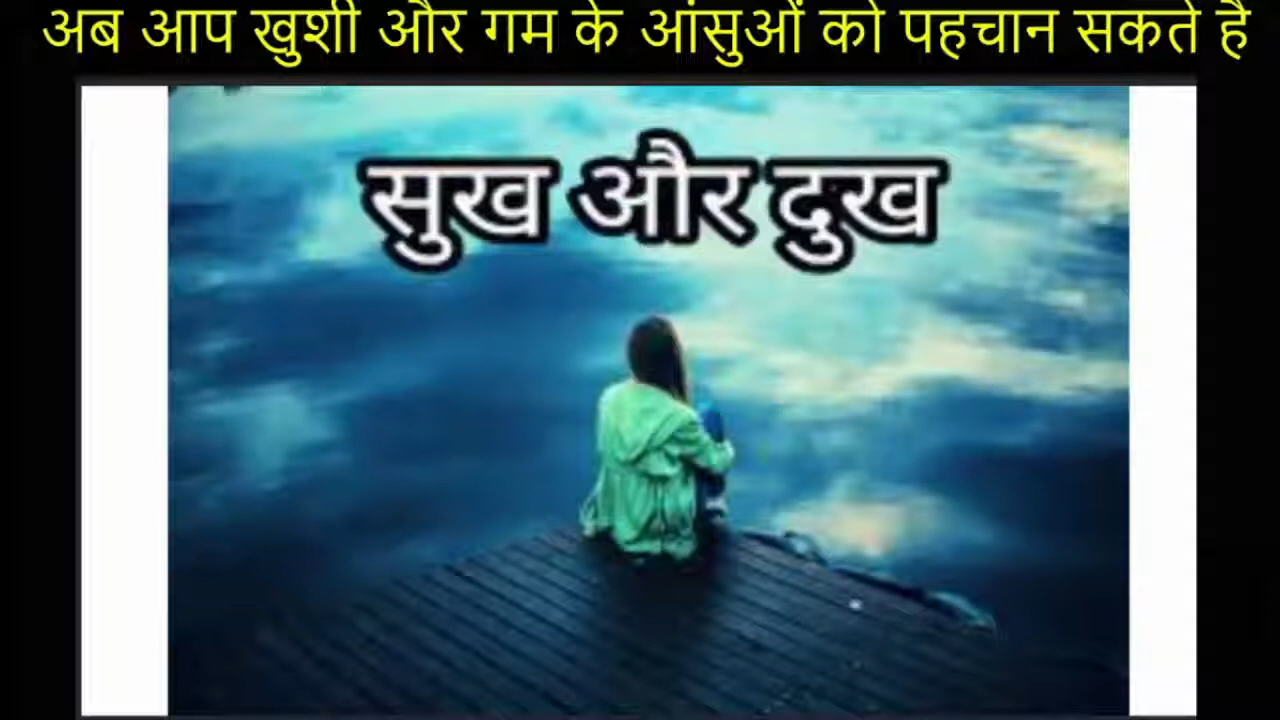 अब आप खुशी और गम के आंसुओं को पहचान सकते है
सुख और दुख